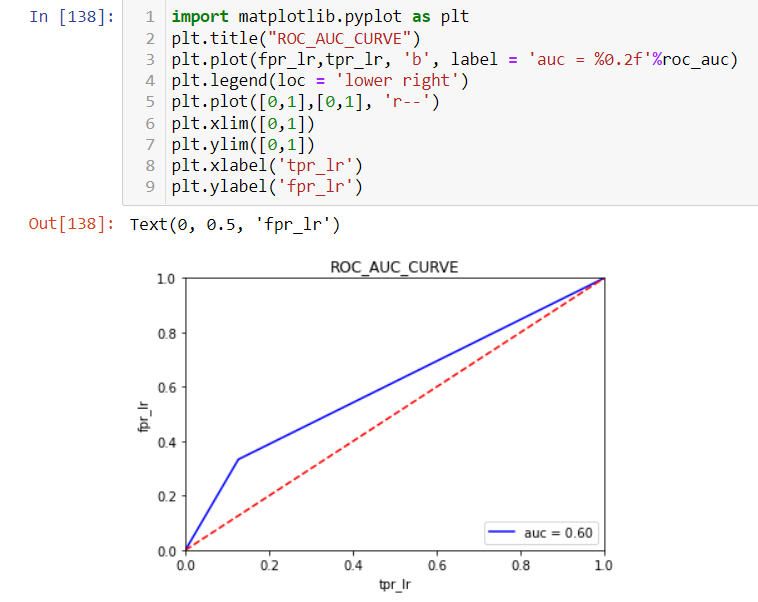 In [138]:
1 import matplotlib.pyplot as plt
2 plt.title("ROC_AUC_CURVE")
3 plt.plot(fpr_lr,tpr_lr, 'b', label = 'auc = %0.2f'%roc_auc)
4 plt.legend(loc = 'lower right')
5 plt.plot([0,1],[0,1], 'r--')
6 plt.xlim([0,1])
7 plt.ylim([0,1])
8 plt.xlabel('tpr_lr')
9 plt.ylabel('fpr_lr')
Out[138]: Text(0, 0.5, 'fpr_lr')
ROC_AUC_CURVE
1.0
0.8
0.6
0.4
0.2
0.0
fpr_lr
auc = 0.60
0.0 0.2 0.4 0.6 0.8 1.0
tpr_lr